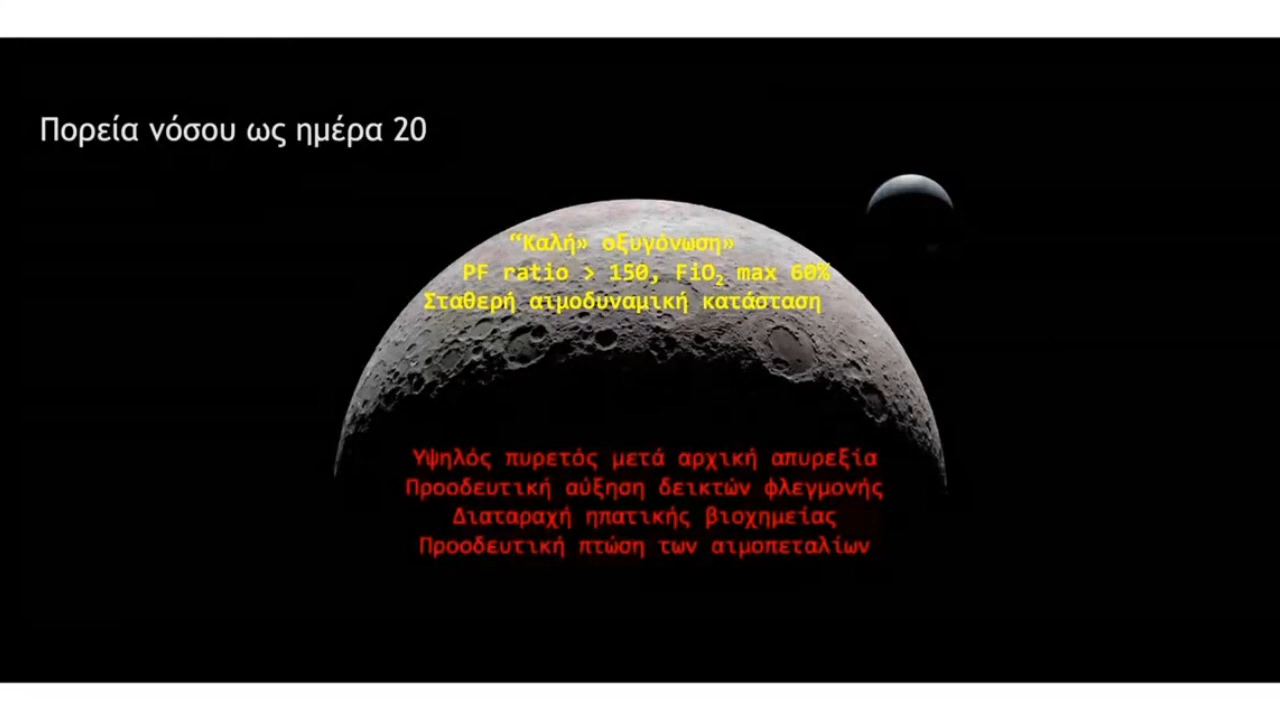 Πορεία νόσου ως ημέρα 20
“Καλή» οξυγόνωση»
PF ratio > 150, FiO₂ max 60%
Σταθερή αιμοδυναμική κατάσταση
Υψηλός πυρετός μετά αρχική απυρεξία
Προοδευτική αύξηση δεικτών φλεγμονής
Διαταραχή ηπατικής βιοχημείας
Προοδευτική πτώση των αιμοπεταλίων